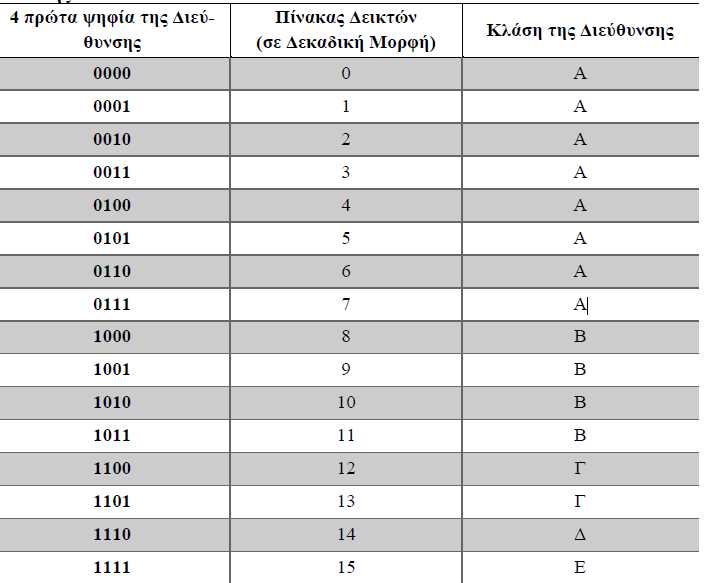 4 πρώτα ψηφία της Διεύ- Πίνακας Δεικτών Κλάση της Διεύθυνσης
θυνσης (σε Δεκαδική Μορφή)
0000 0 Α
0001 1 Α
0010 2 Α
0011 3 Α
0100 4 Α
0101 5 Α
0110 6 Α
0111 7 Α
1000 8 Β
1001 9 Β
1010 10 Β
1011 11 Β
1100 12 Γ
1101 13 Γ
1110 14 Δ
1111 15 Ε